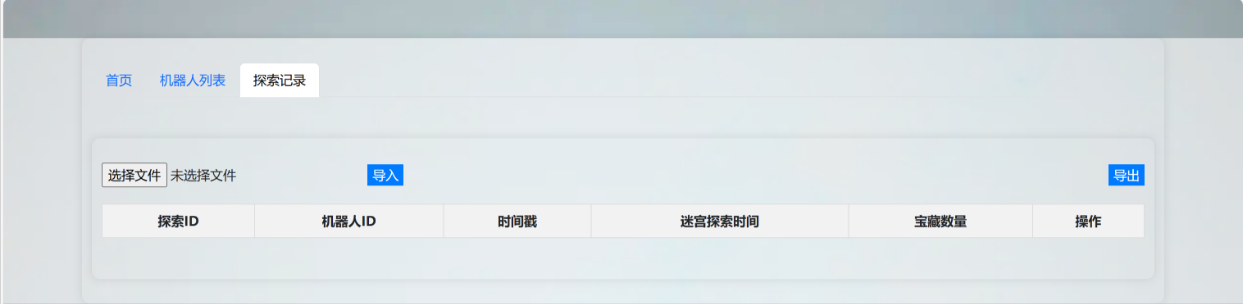 首页 机器人列表 探索记录
选择文件 未选择文件 导入 导出
探索ID 机器人ID 时间戳 迷宫探索时间 宝藏数量 操作